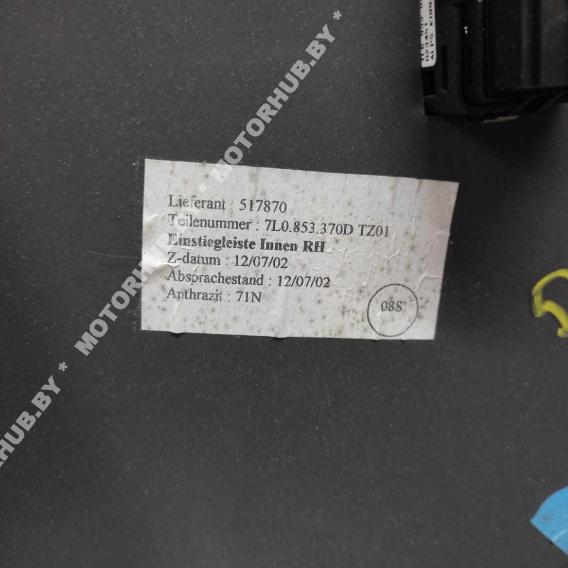 Lieferant : 517870
Teilenummer : 7L0.853.370D TZ01
Einstiegleiste Innen RH
Z-datum : 12/07/02
Absprachestand : 12/07/02
Anthrazit : 71N
08S
MOTORHUB.BY * MOTORHUB.BY
MOTORHUB.BY * MOTORHUB.BY *